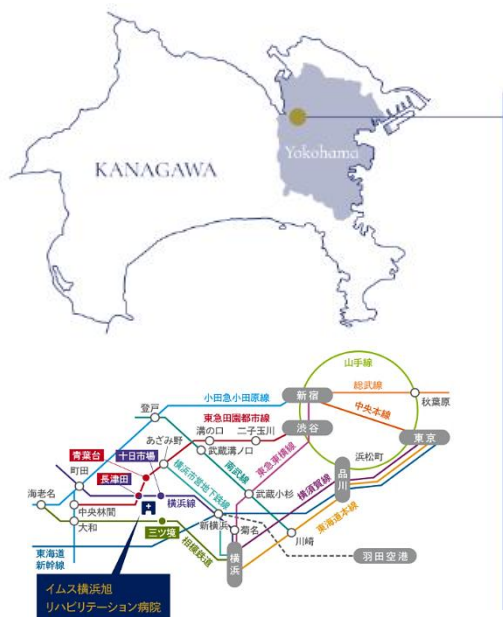 KANAGAWA
Yokohama
山手線
小田急小田原線
新宿
総武線
秋葉原
登戸
東急田園都市線
中央本線
渋谷
溝の口
二子玉川
あざみ野
東急東横線
東京
青葉台
十日市場
武蔵溝ノ口
浜松町
町田
横浜市営地下鉄線
南武線
横須賀線
品川
長津田
海老名
横浜線
武蔵小杉
中央林間
新横浜
東海道本線
大和
三ツ境
菊名
川崎
相模鉄道
横浜
羽田空港
東海道
新幹線
イムス横浜旭
リハビリテーション病院